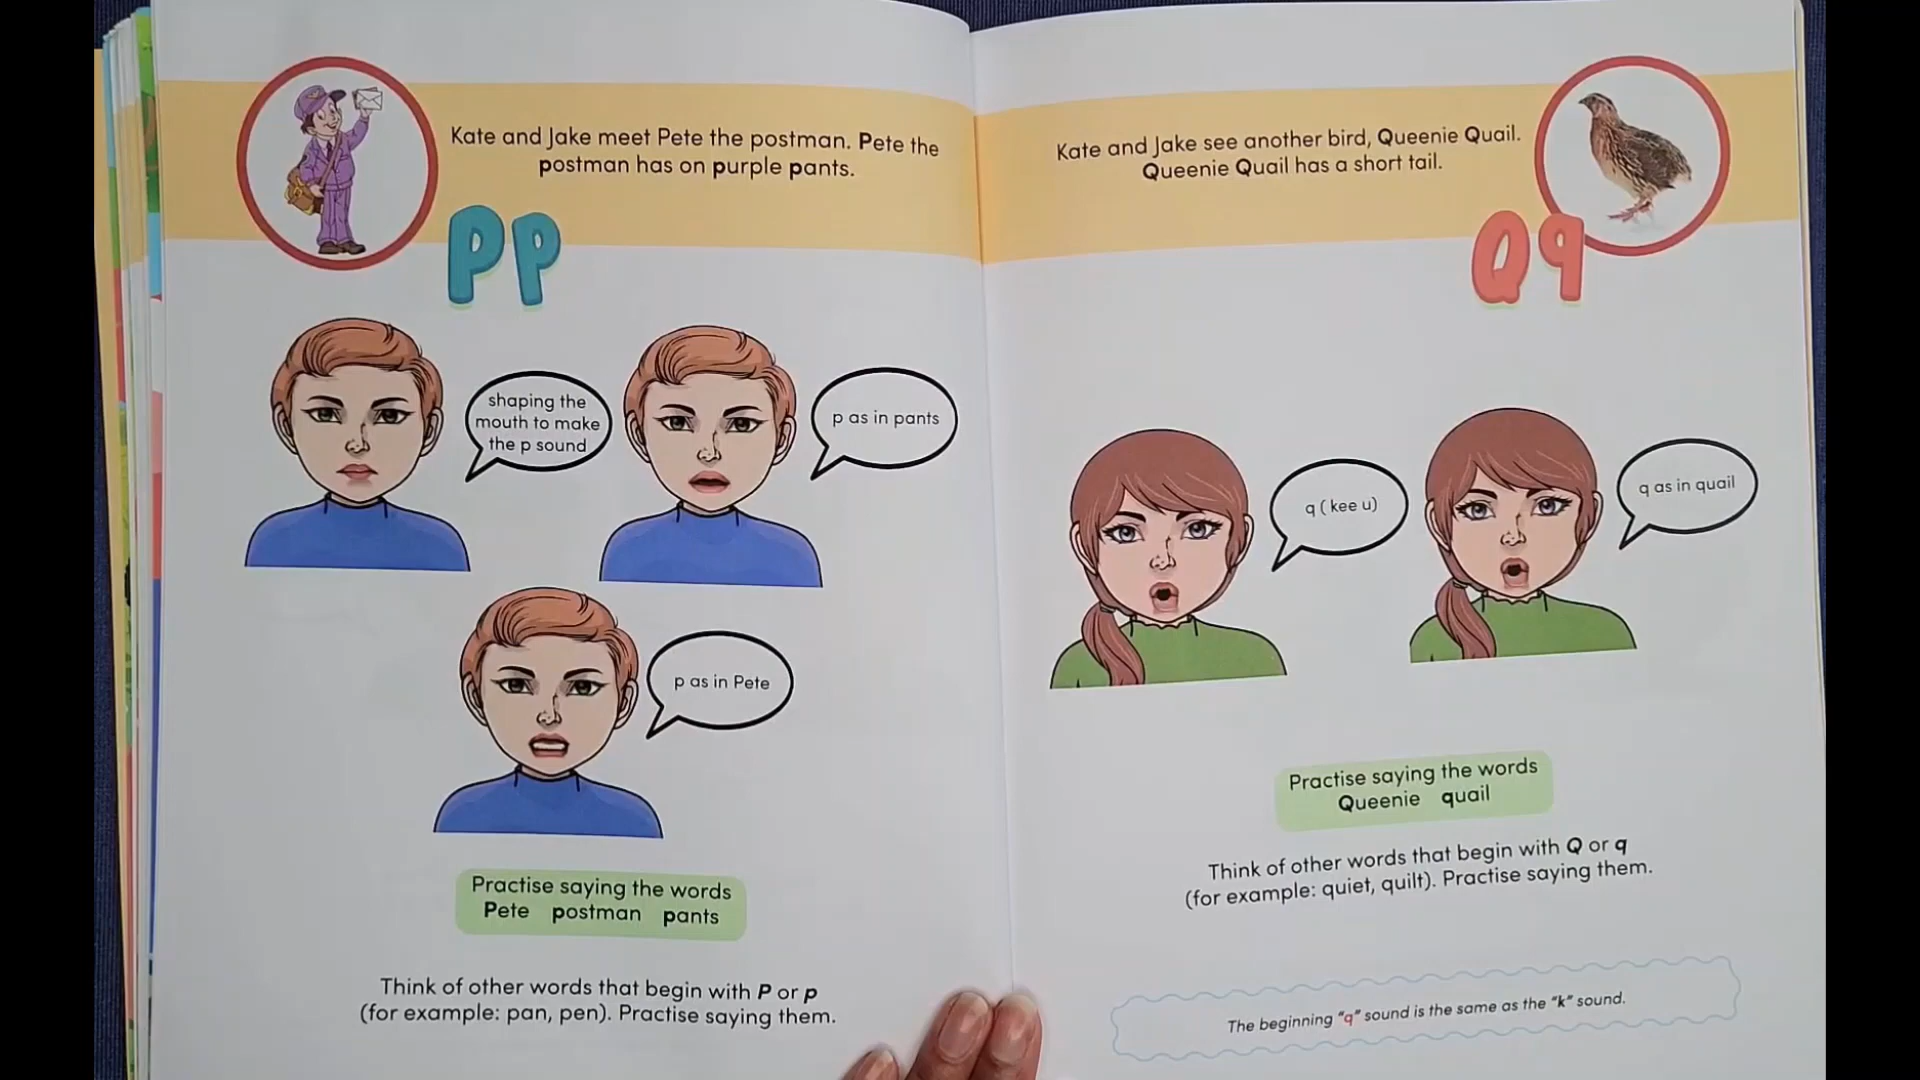 Kate and Jake meet Pete the postman. Pete the
postman has on purple pants.
Pp
shaping the
mouth to make
the p sound
p as in pants
p as in Pete
Practise saying the words
Pete postman pants
Think of other words that begin with P or p
(for example: pan, pen). Practise saying them.
Kate and Jake see another bird, Queenie Quail.
Queenie Quail has a short tail.
Qq
q ( kee u)
q as in quail
Practise saying the words
Queenie quail
Think of other words that begin with Q or q
(for example: quiet, quilt). Practise saying them.
The beginning "q" sound is the same as the "k" sound.